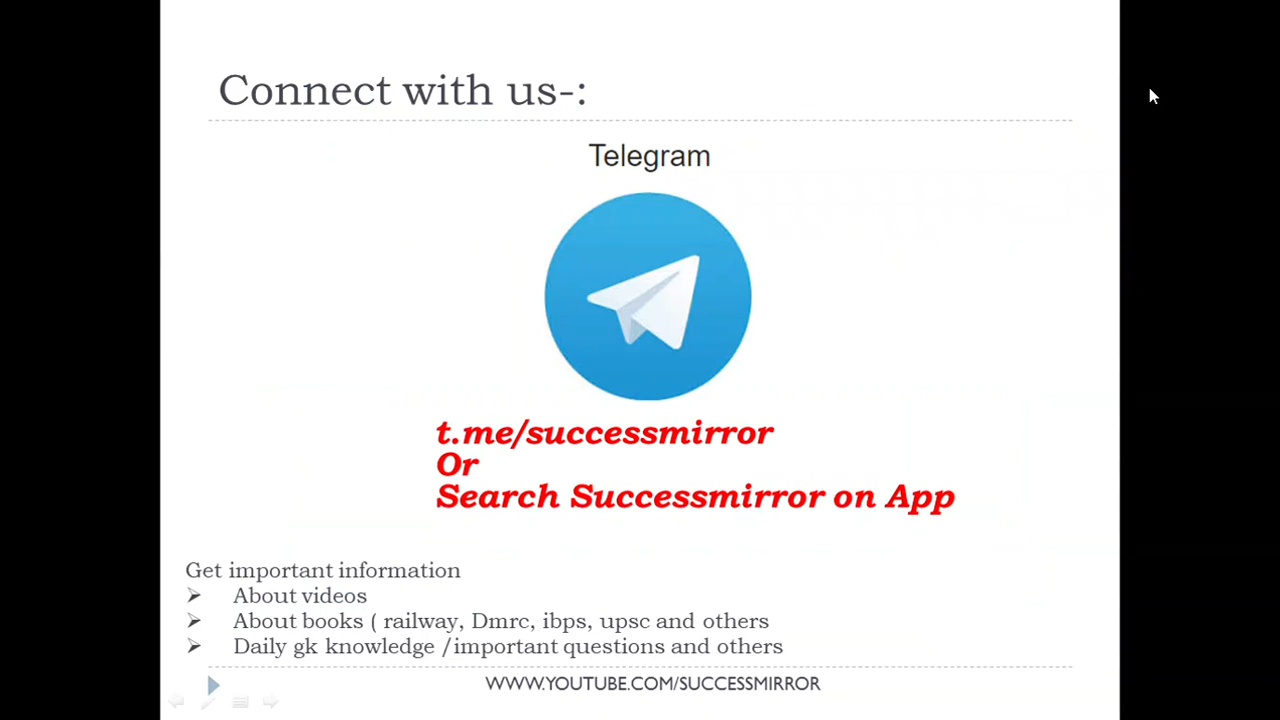 Connect with us-:
Telegram
t.me/successmirror
Or
Search Successmirror on App
Get important information
About videos
About books ( railway, Dmrc, ibps, upsc and others
Daily gk knowledge /important questions and others
WWW.YOUTUBE.COM/SUCCESSMIRROR